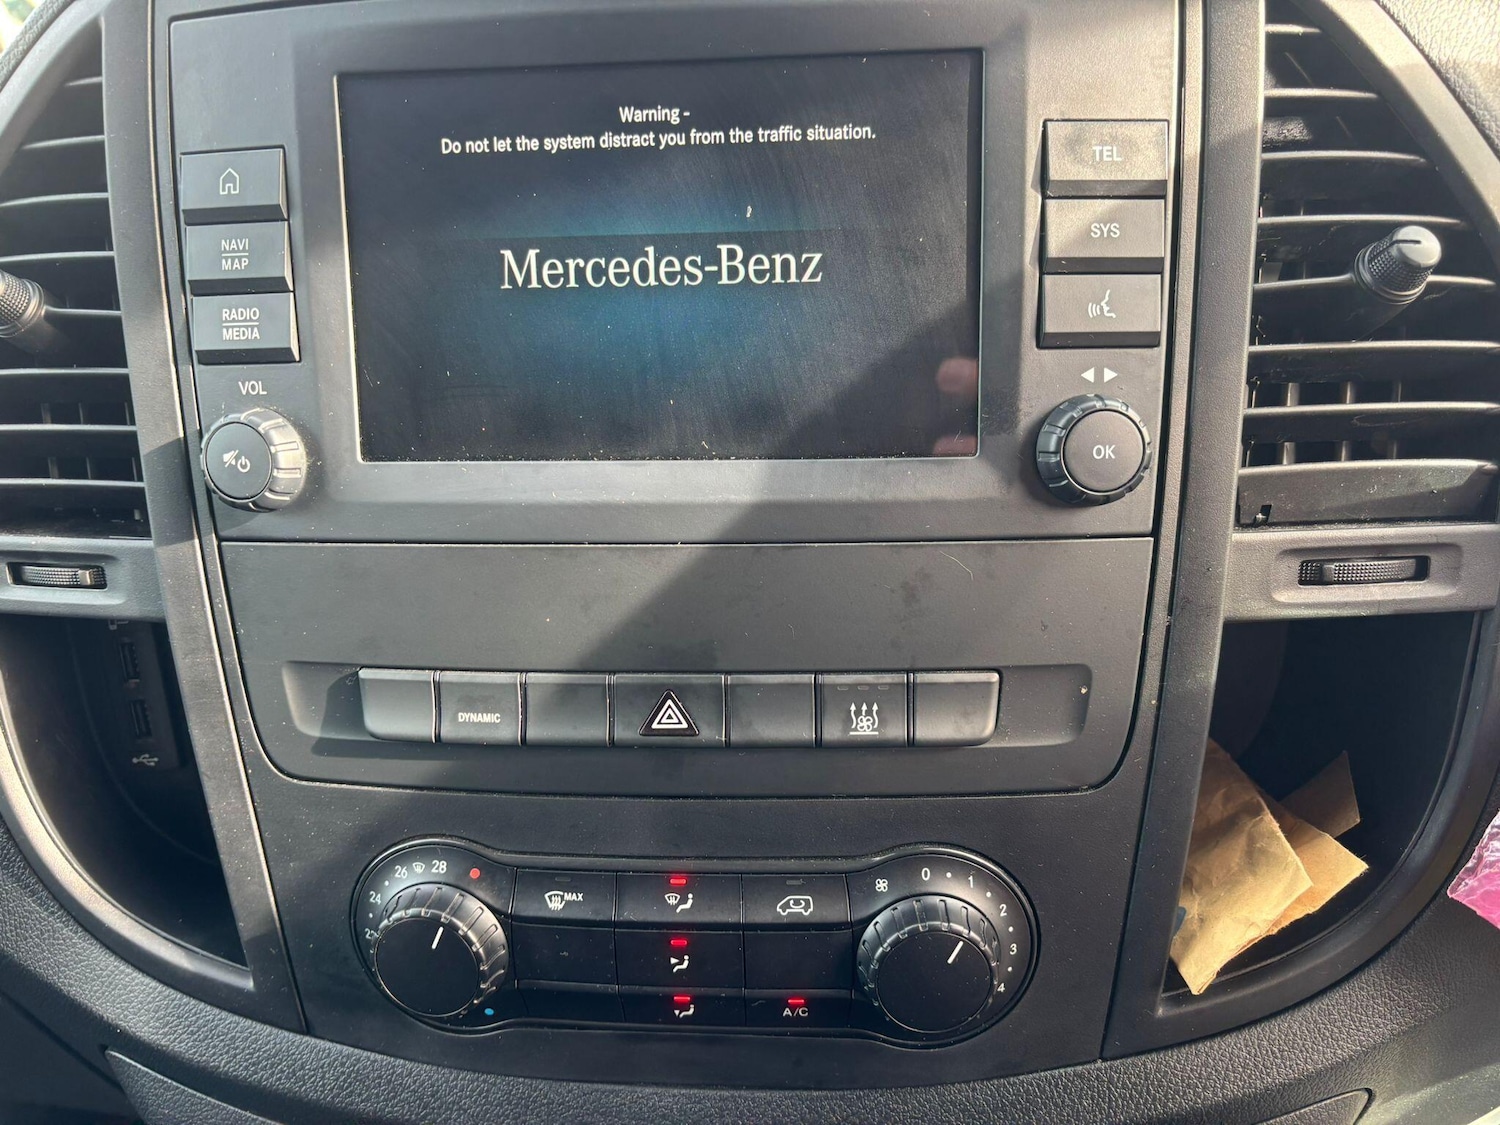 Warning -
Do not let the system distract you from the traffic situation.
Mercedes-Benz
NAVI
MAP
RADIO
MEDIA
VOL
TEL
SYS
OK
DYNAMIC
24 26 28
MAX
A/C
0 1 2 3 4